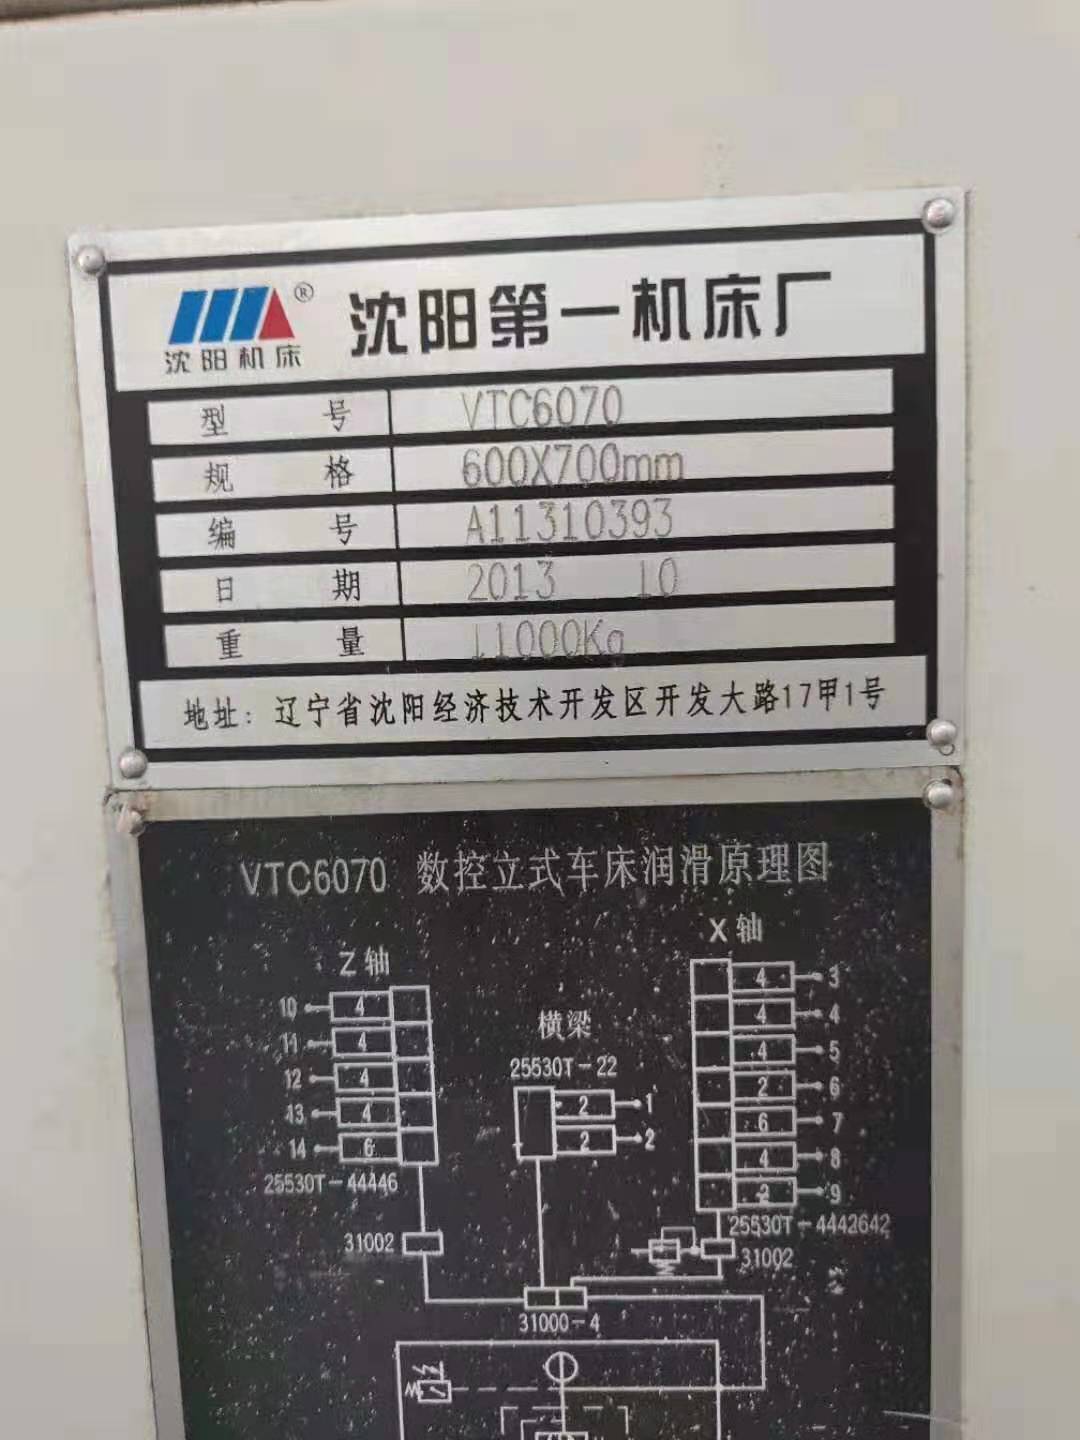 沈阳机床®
沈阳第一机床厂
型号 VTC6070
规格 600X700mm
编号 A11310393
日期 2013 10
重量 11000Kg
地址：辽宁省沈阳经济技术开发区开发大路17甲1号
VTC6070 数控立式车床润滑原理图
Z轴
10 4
11 4
12 4
13 4
14 6
25530T-44446
31002
横梁
25530T-22
2 1
2 2
X轴
4 3
4 4
4 5
2 6
6 7
4 8
2 9
25530T-4442642
31002
31000-4